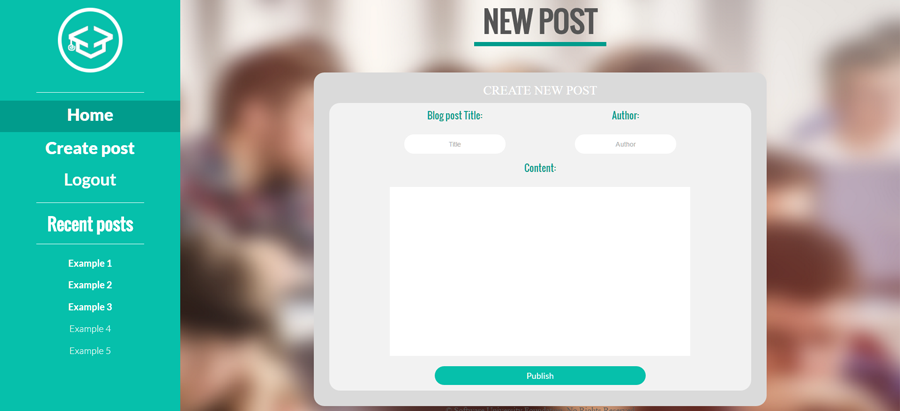 Home
Create post
Logout
Recent posts
Example 1
Example 2
Example 3
Example 4
Example 5
NEW POST
CREATE NEW POST
Blog post Title:
Author:
Title
Author
Content:
Publish